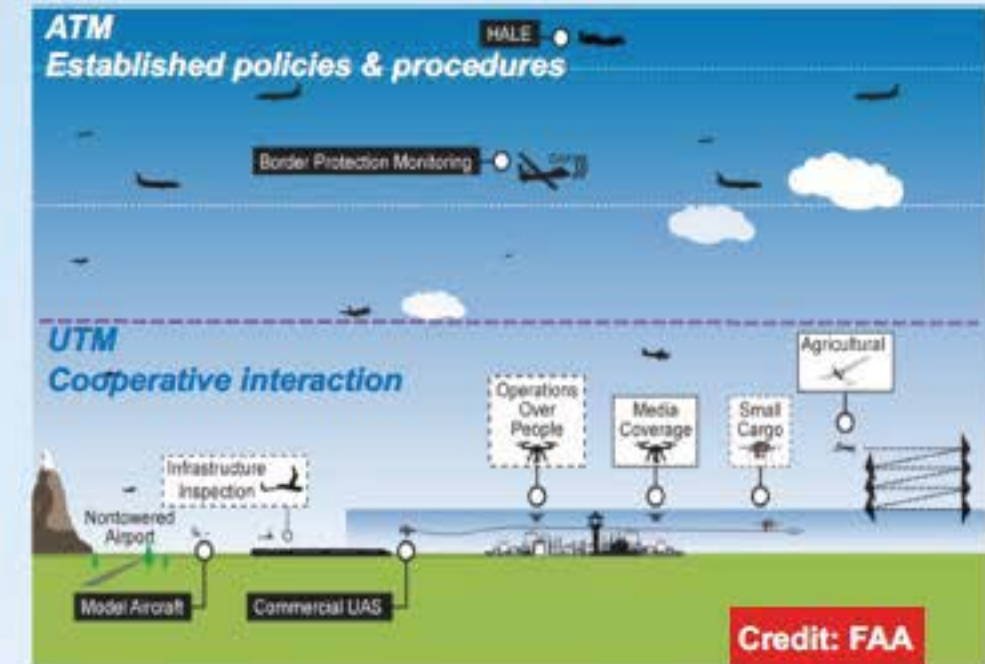 ATM
Established policies & procedures
HALE
Border Protection Monitoring
UTM
Cooperative interaction
Agricultural
Operations
Over
People
Media
Coverage
Small
Cargo
Infrastructure
Inspection
Nontowered
Airport
Model Aircraft
Commercial UAS
Credit: FAA